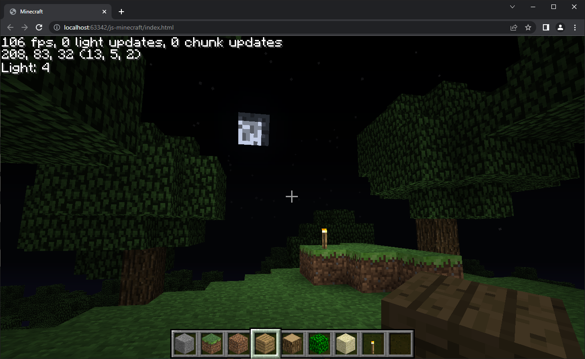 Minecraft
localhost:63342/js-minecraft/index.html
106 fps, 0 light updates, 0 chunk updates
208, 83, 32 (13, 5, 2)
Light: 4